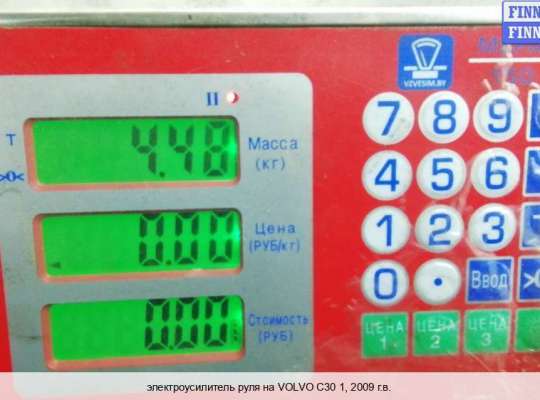 FINN
FINN
VZVESIM.BY
II
Т
>0<
4.48
Масса
(кг)
7 8 9
4 5 6
0.00
Цена
(РУБ/кг)
1 2 3
0 . Ввод
0.00
Стоимость
(РУБ)
ЦЕНА 1
ЦЕНА 2
ЦЕНА 3
электроусилитель руля на VOLVO C30 1, 2009 г.в.